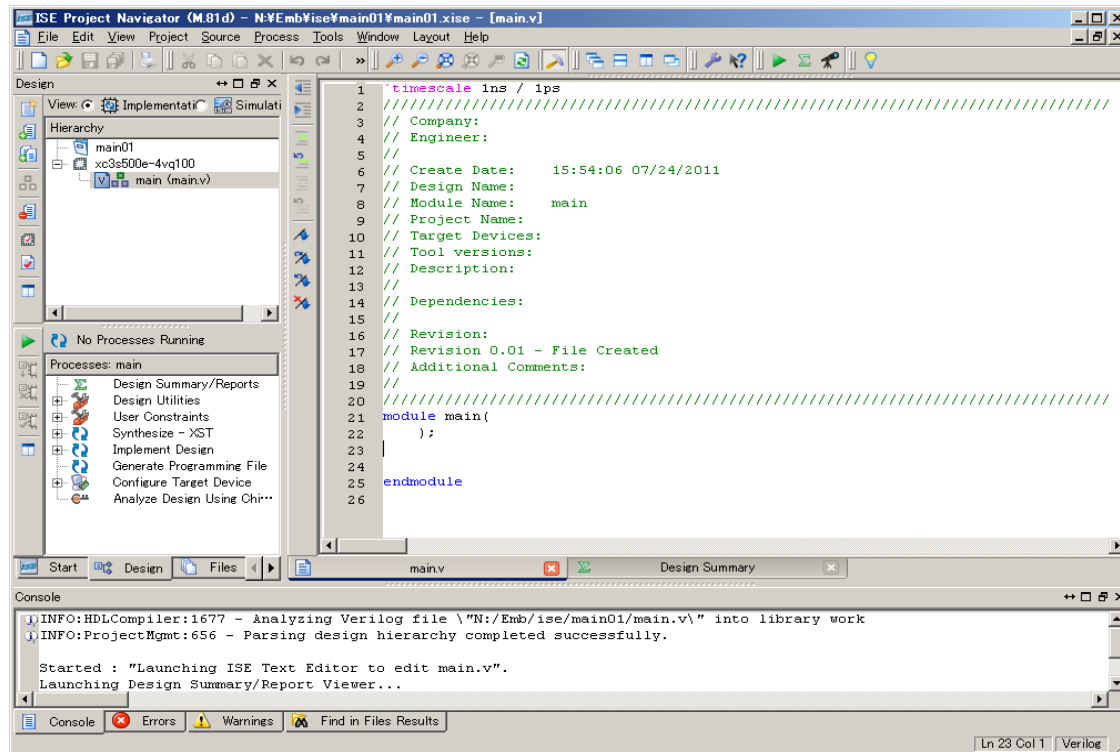 ISE Project Navigator (M.81d) - N:¥Emb¥ise¥main01¥main01.xise - [main.v]
File Edit View Project Source Process Tools Window Layout Help
»
Design
View: Implementati Simulati
Hierarchy
main01
xc3s500e-4vq100
main (main.v)
No Processes Running
Processes: main
Design Summary/Reports
Design Utilities
User Constraints
Synthesize - XST
Implement Design
Generate Programming File
Configure Target Device
Analyze Design Using Chi…
Start Design Files
1 `timescale 1ns / 1ps
2 //////////////////////////////////////////////////////////////////////////////////
3 // Company:
4 // Engineer:
5 //
6 // Create Date:    15:54:06 07/24/2011
7 // Design Name:
8 // Module Name:    main
9 // Project Name:
10 // Target Devices:
11 // Tool versions:
12 // Description:
13 //
14 // Dependencies:
15 //
16 // Revision:
17 // Revision 0.01 - File Created
18 // Additional Comments:
19 //
20 //////////////////////////////////////////////////////////////////////////////////
21 module main(
22     );
23
24
25 endmodule
26
main.v Design Summary
Console
INFO:HDLCompiler:1677 - Analyzing Verilog file \"N:/Emb/ise/main01/main.v\" into library work
INFO:ProjectMgmt:656 - Parsing design hierarchy completed successfully.
Started : "Launching ISE Text Editor to edit main.v".
Launching Design Summary/Report Viewer...
Console Errors Warnings Find in Files Results
Ln 23 Col 1 Verilog